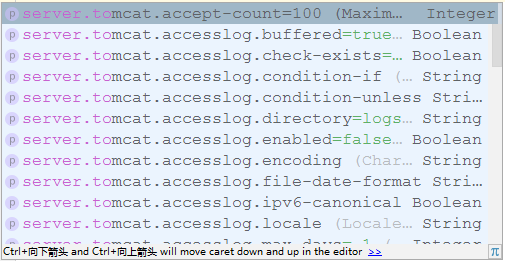 p server.tomcat.accept-count=100 (Maxim… Integer
p server.tomcat.accesslog.buffered=true… Boolean
p server.tomcat.accesslog.check-exists=… Boolean
p server.tomcat.accesslog.condition-if (… String
p server.tomcat.accesslog.condition-unless Stri…
p server.tomcat.accesslog.directory=logs… String
p server.tomcat.accesslog.enabled=false… Boolean
p server.tomcat.accesslog.encoding (Char… String
p server.tomcat.accesslog.file-date-format Stri…
p server.tomcat.accesslog.ipv6-canonical Boolean
p server.tomcat.accesslog.locale (Locale… String
p server.tomcat.accesslog.max-days=-1 (… Integer
Ctrl+向下箭头 and Ctrl+向上箭头 will move caret down and up in the editor >> π